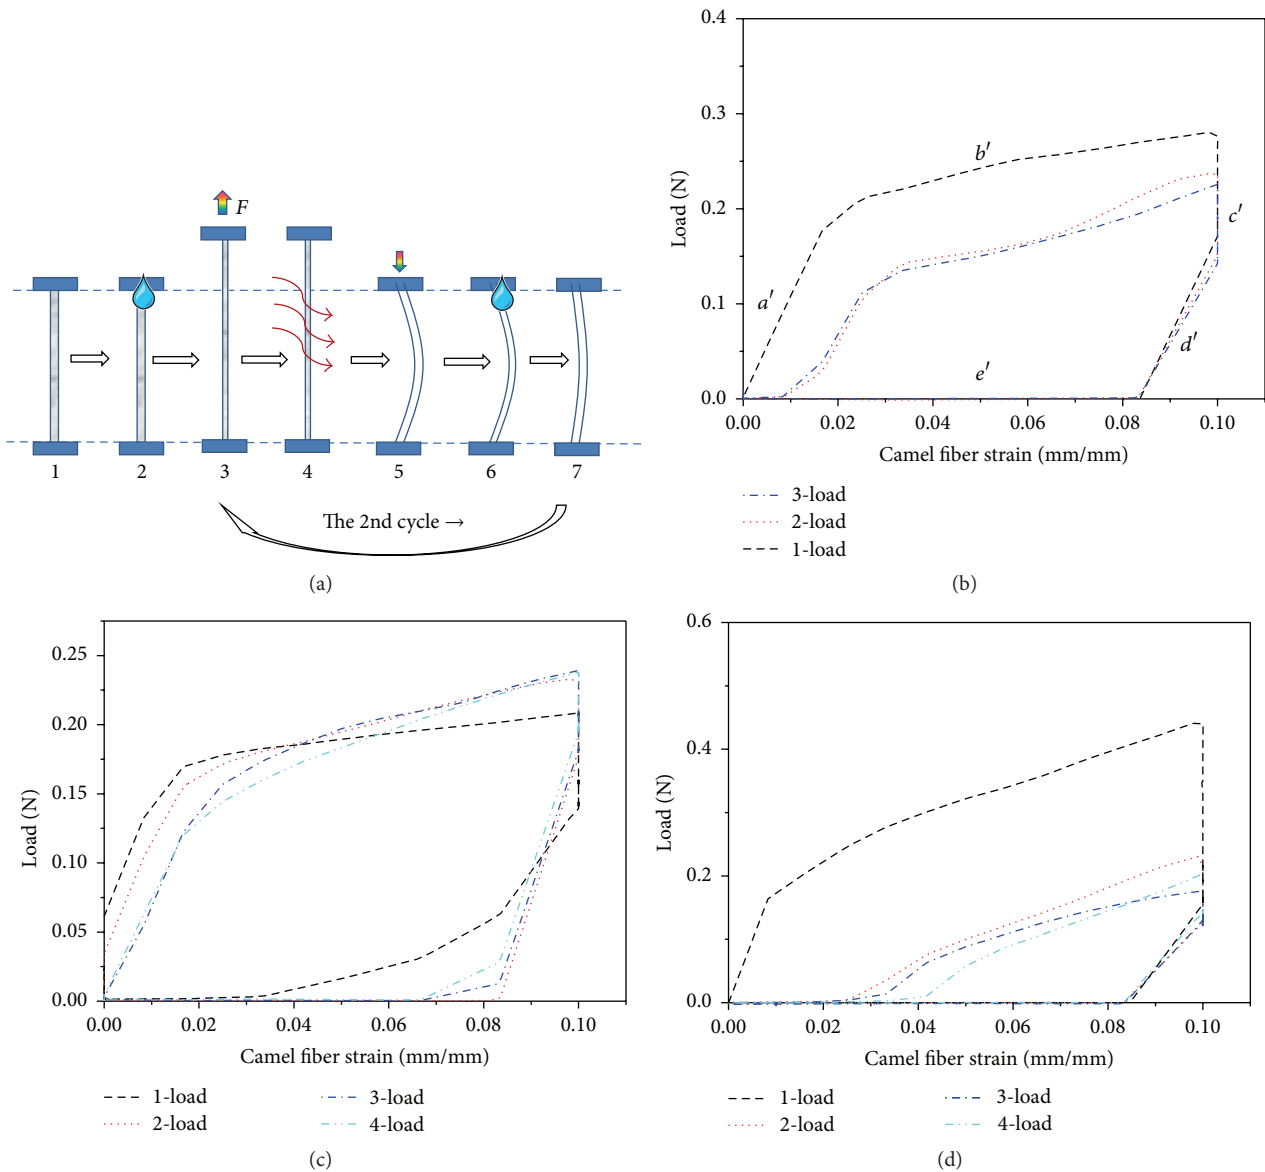 F
1 2 3 4 5 6 7
The 2nd cycle →
(a)
0.4
0.3
0.2
0.1
0.0
Load (N)
a′
b′
c′
d′
e′
0.00 0.02 0.04 0.06 0.08 0.10
Camel fiber strain (mm/mm)
3-load
2-load
1-load
(b)
0.25
0.20
0.15
0.10
0.05
0.00
Load (N)
0.00 0.02 0.04 0.06 0.08 0.10
Camel fiber strain (mm/mm)
1-load 3-load
2-load 4-load
(c)
0.6
0.4
0.2
0.0
Load (N)
0.00 0.02 0.04 0.06 0.08 0.10
Camel fiber strain (mm/mm)
1-load 3-load
2-load 4-load
(d)